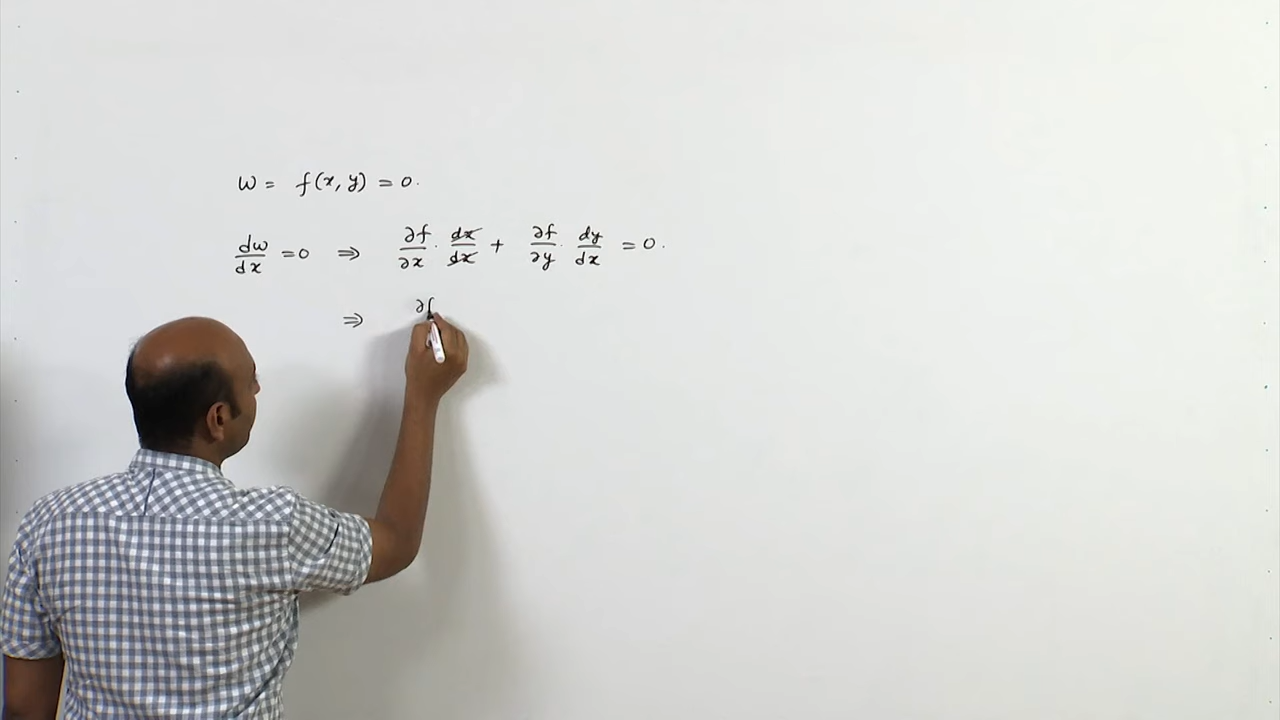 w = f(x, y) = 0.
dw/dx = 0 ⇒ ∂f/∂x · dx/dx + ∂f/∂y · dy/dx = 0.
⇒ ∂f